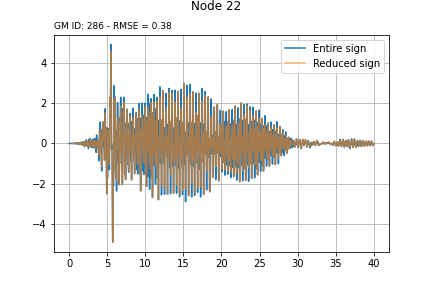 Node 22
GM ID: 286 - RMSE = 0.38
Entire sign
Reduced sign
4
2
0
−2
−4
0 5 10 15 20 25 30 35 40